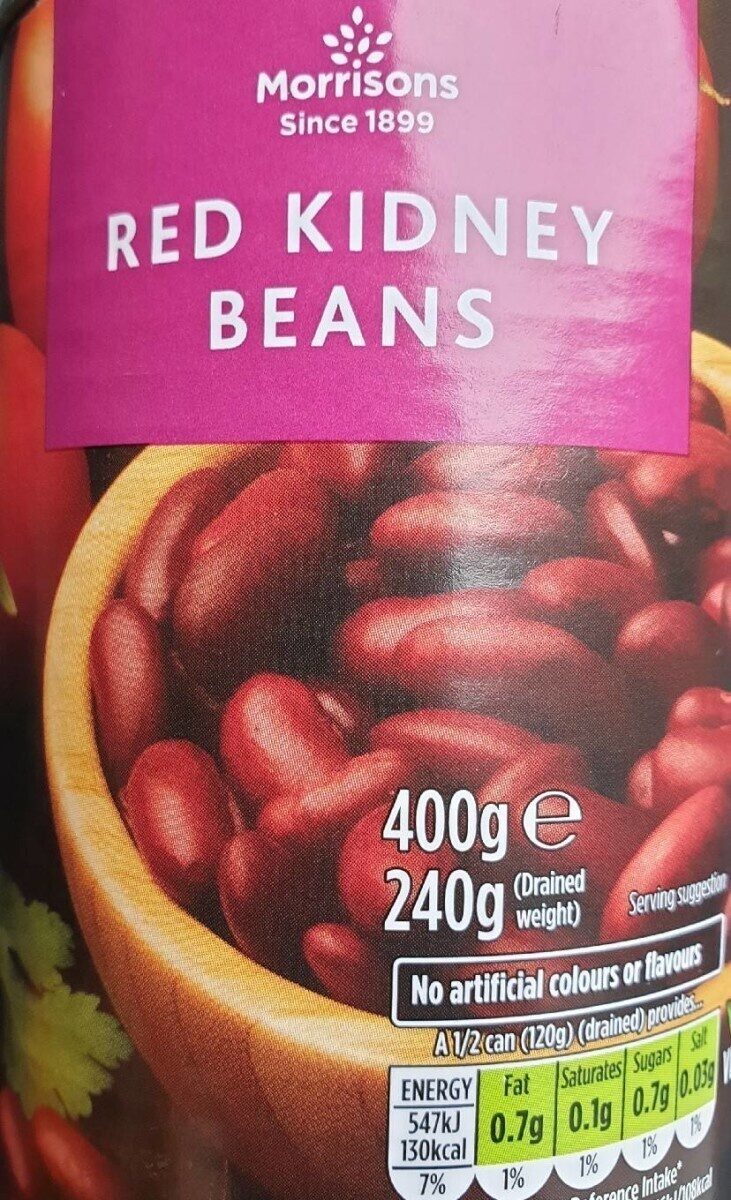 Morrisons
Since 1899
RED KIDNEY
BEANS
400g ℮
240g (Drained weight)
Serving suggestion
No artificial colours or flavours
A 1/2 can (120g) (drained) provides...
ENERGY Fat Saturates Sugars Salt
547kJ
130kcal 0.7g 0.1g 0.7g 0.03g
7% 1% 1% 1% 1%
Intake*